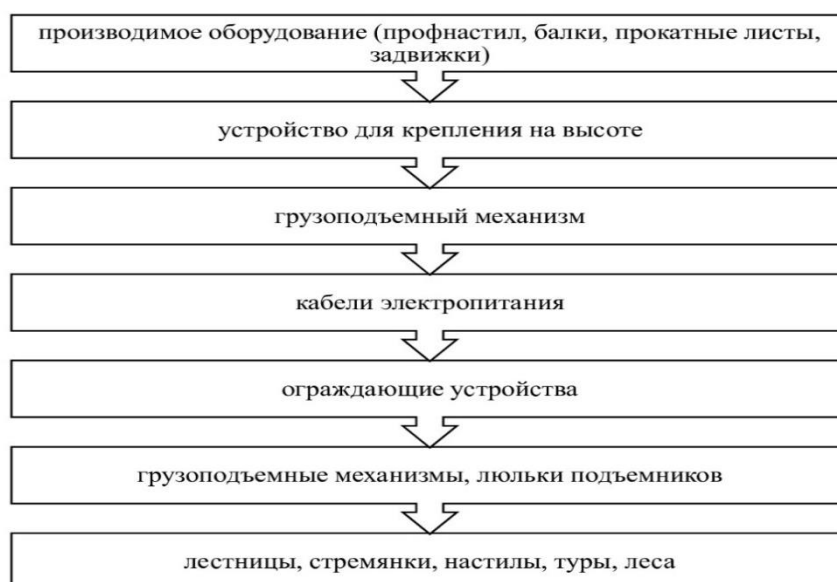 производимое оборудование (профнастил, балки, прокатные листы,
задвижки)
устройство для крепления на высоте
грузоподъемный механизм
кабели электропитания
ограждающие устройства
грузоподъемные механизмы, люльки подъемников
лестницы, стремянки, настилы, туры, леса